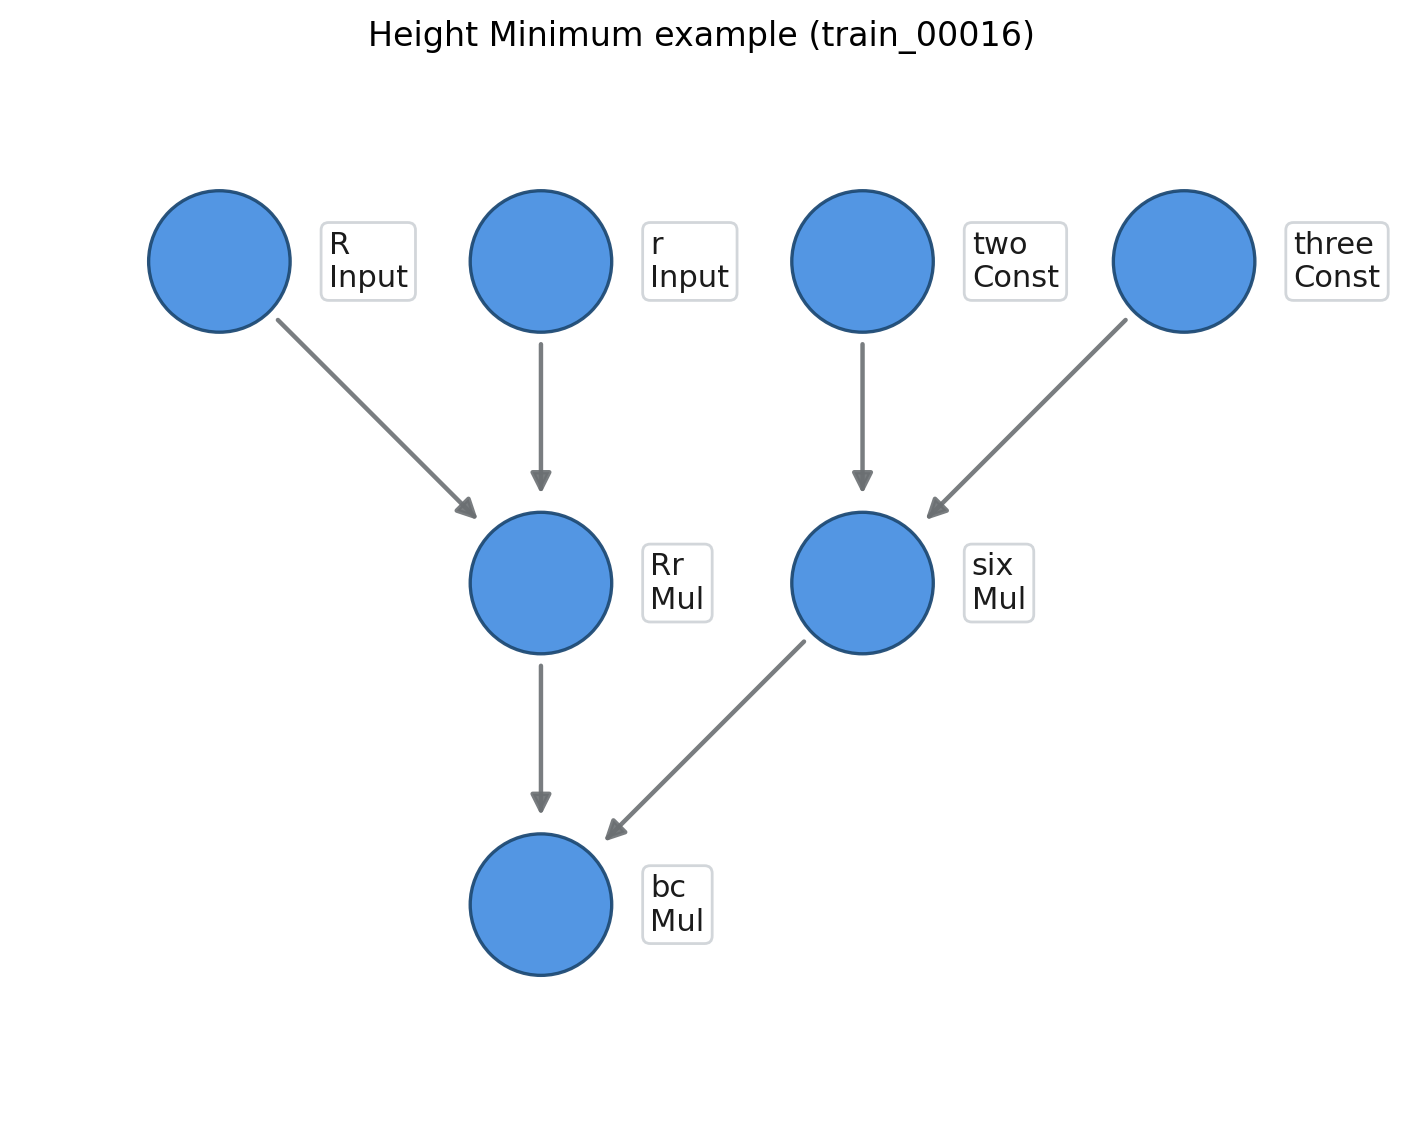 Height Minimum example (train_00016)
R
Input
r
Input
two
Const
three
Const
Rr
Mul
six
Mul
bc
Mul